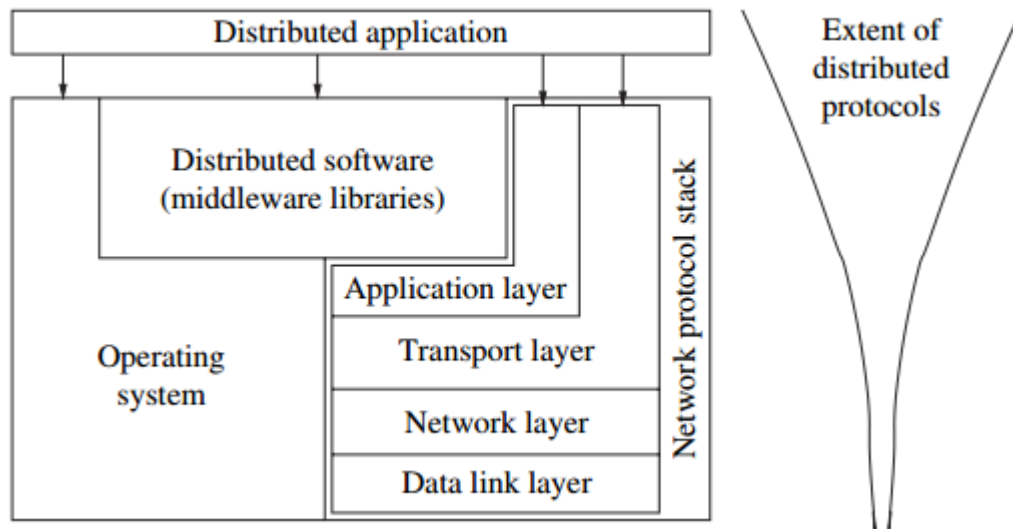 Distributed application
Extent of
distributed
protocols
Distributed software
(middleware libraries)
Network protocol stack
Application layer
Transport layer
Operating
system
Network layer
Data link layer